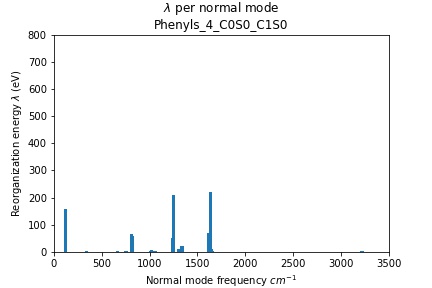 λ per normal mode
Phenyls_4_C0S0_C1S0
800
700
600
500
400
300
200
100
0
Reorganization energy λ (eV)
0 500 1000 1500 2000 2500 3000 3500
Normal mode frequency cm⁻¹